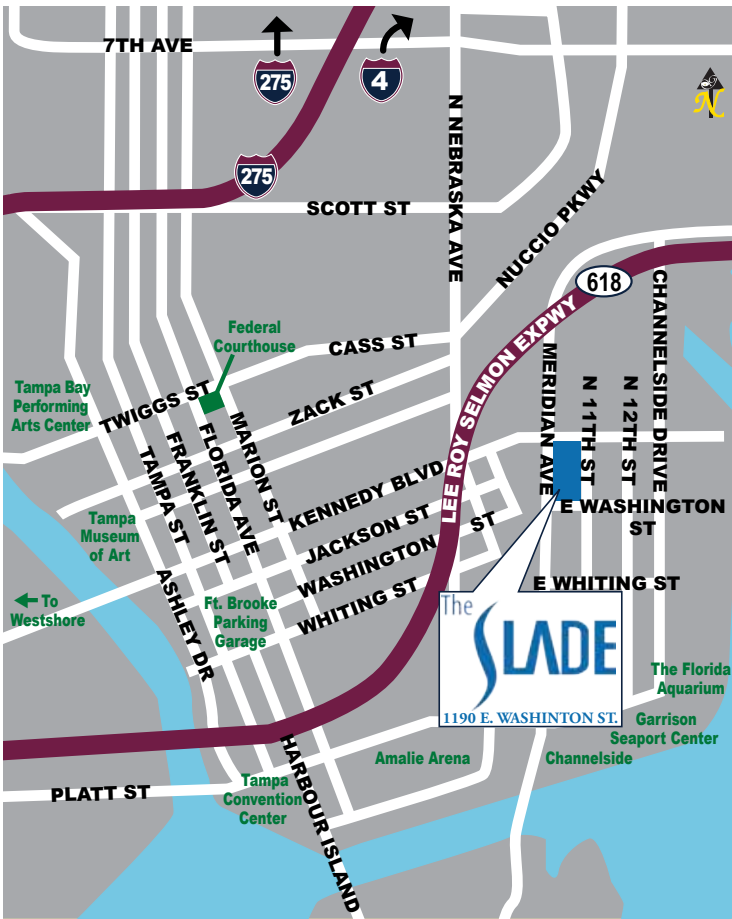 7TH AVE
275
4
N
275
SCOTT ST
N NEBRASKA AVE
NUCCIO PKWY
618
CHANNELSIDE DRIVE
LEE ROY SELMON EXPWY
Federal
Courthouse
CASS ST
ZACK ST
MERIDIAN AVE
N 11TH ST
N 12TH ST
Tampa Bay
Performing
Arts Center
TWIGGS ST
MARION ST
FLORIDA AVE
FRANKLIN ST
TAMPA ST
KENNEDY BLVD
JACKSON ST
WASHINGTON ST
WHITING ST
E WASHINGTON
ST
E WHITING ST
Tampa
Museum
of Art
To
Westshore
ASHLEY DR
Ft. Brooke
Parking
Garage
The
SLADE
1190 E. WASHINTON ST.
The Florida
Aquarium
Garrison
Seaport Center
Channelside
Amalie Arena
PLATT ST
Tampa
Convention
Center
HARBOUR ISLAND